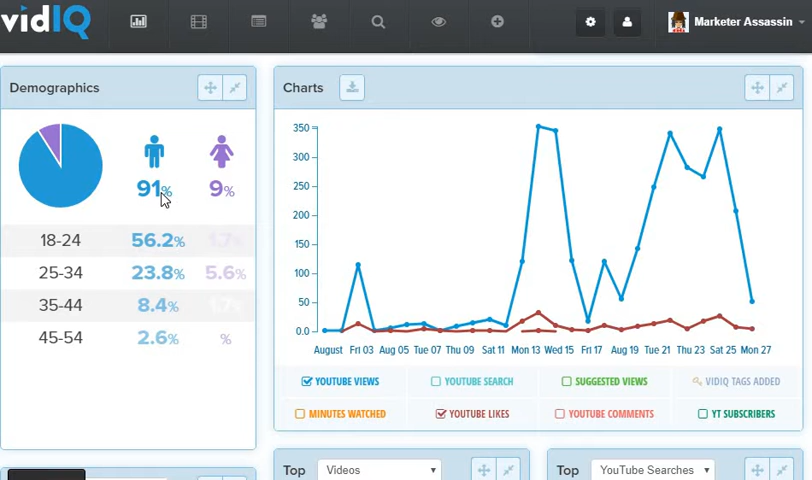 vidIQ
Marketer Assassin
Demographics
91%
9%
18-24 56.2% 1.7%
25-34 23.8% 5.6%
35-44 8.4% 1.7%
45-54 2.6% %
Charts
350
300
250
200
150
100
50
0.0
August Fri 03 Aug 05 Tue 07 Thu 09 Sat 11 Mon 13 Wed 15 Fri 17 Aug 19 Tue 21 Thu 23 Sat 25 Mon 27
YOUTUBE VIEWS YOUTUBE SEARCH SUGGESTED VIEWS VIDIQ TAGS ADDED
MINUTES WATCHED YOUTUBE LIKES YOUTUBE COMMENTS YT SUBSCRIBERS
Top Videos
Top YouTube Searches